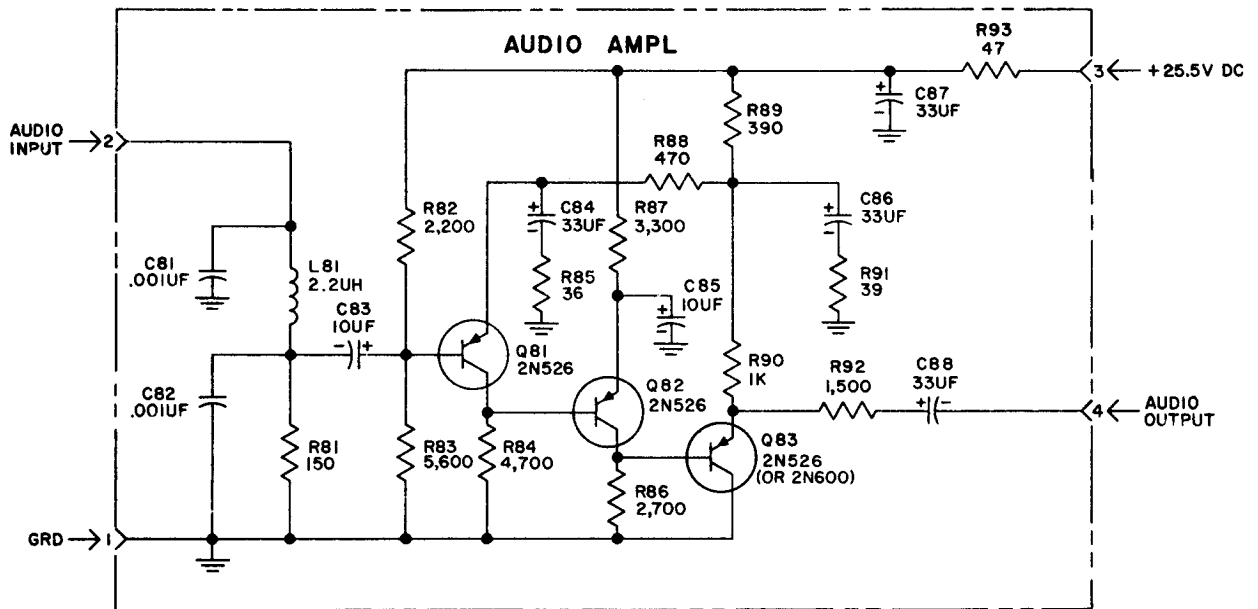 AUDIO AMPL
R93
47
3
+25.5V DC
C87
33UF
+
-
R89
390
AUDIO
INPUT
2
R88
470
R82
2,200
+
-
C84
33UF
R87
3,300
+
-
C86
33UF
C81
.001UF
L81
2.2UH
R85
36
R91
39
C83
10UF
- +
C85
10UF
+
-
Q81
2N526
R90
1K
C82
.001UF
Q82
2N526
R92
1,500
C88
33UF
+ -
4
AUDIO
OUTPUT
R81
150
R83
5,600
R84
4,700
Q83
2N526
(OR 2N600)
R86
2,700
GRD
1